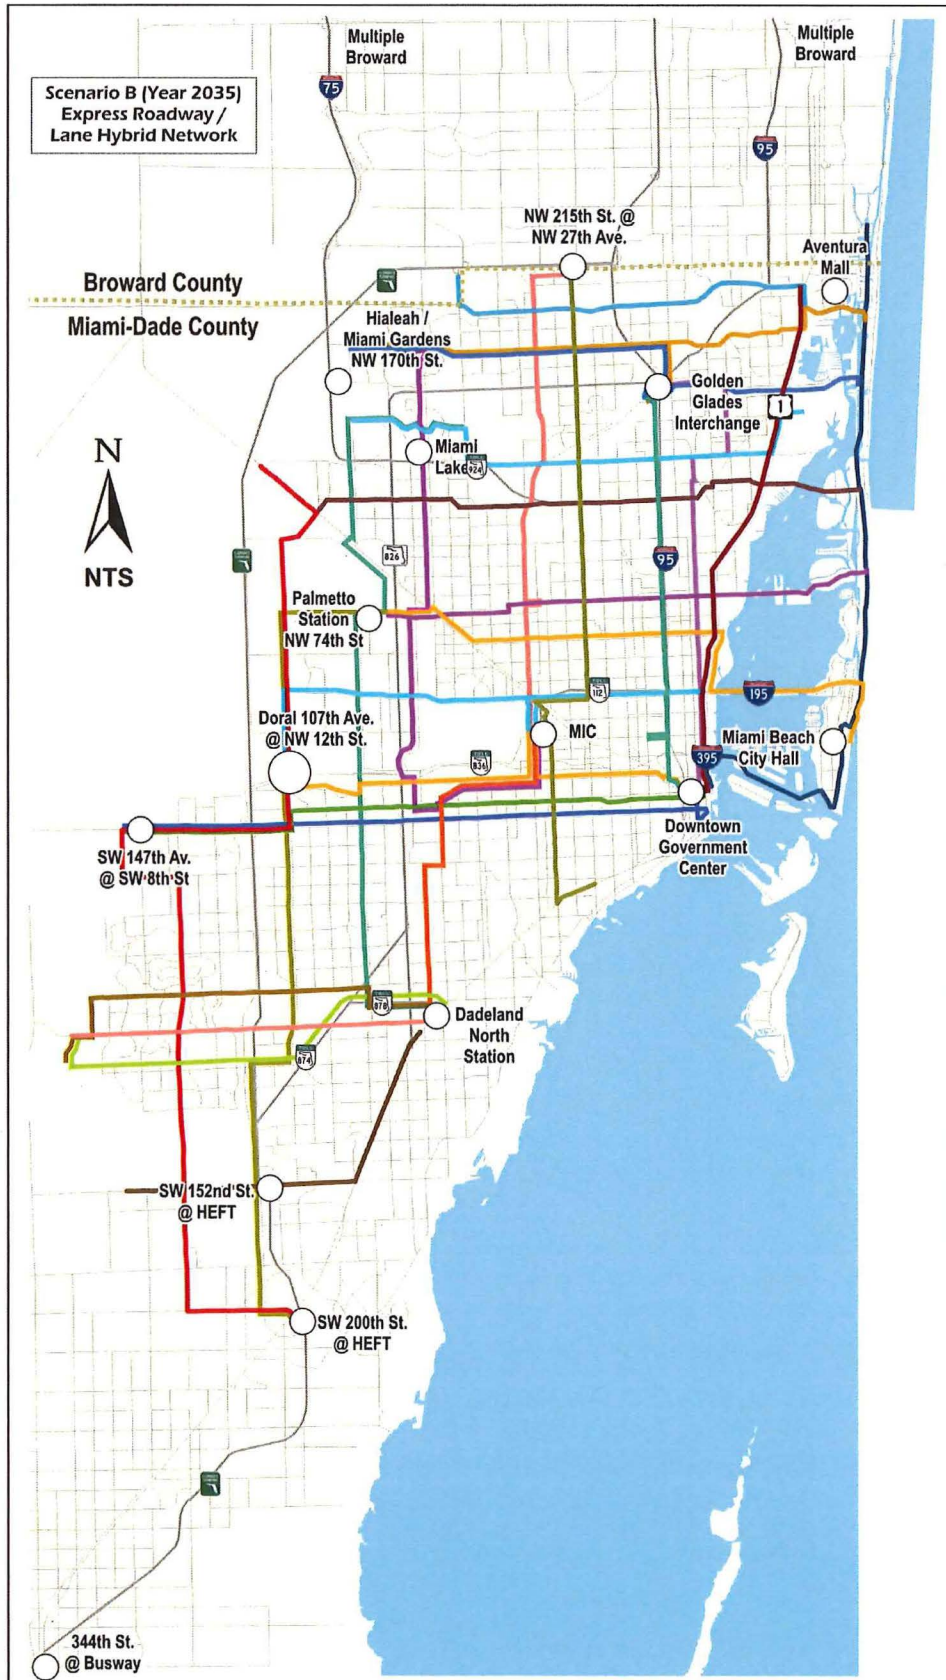 Multiple
Broward
Multiple
Broward
Scenario B (Year 2035)
Express Roadway /
Lane Hybrid Network
75
95
NW 215th St. @
NW 27th Ave.
Aventura
Mall
Broward County
Miami-Dade County
Hialeah /
Miami Gardens
NW 170th St.
Golden
Glades
Interchange
1
N
NTS
Miami
Lakes
924
826
95
Palmetto
Station
NW 74th St
112
195
Doral 107th Ave.
@ NW 12th St.
MIC
Miami Beach
City Hall
836
395
SW 147th Av.
@ SW 8th St
Downtown
Government
Center
878
Dadeland
North
Station
874
SW 152nd St.
@ HEFT
SW 200th St.
@ HEFT
344th St.
@ Busway